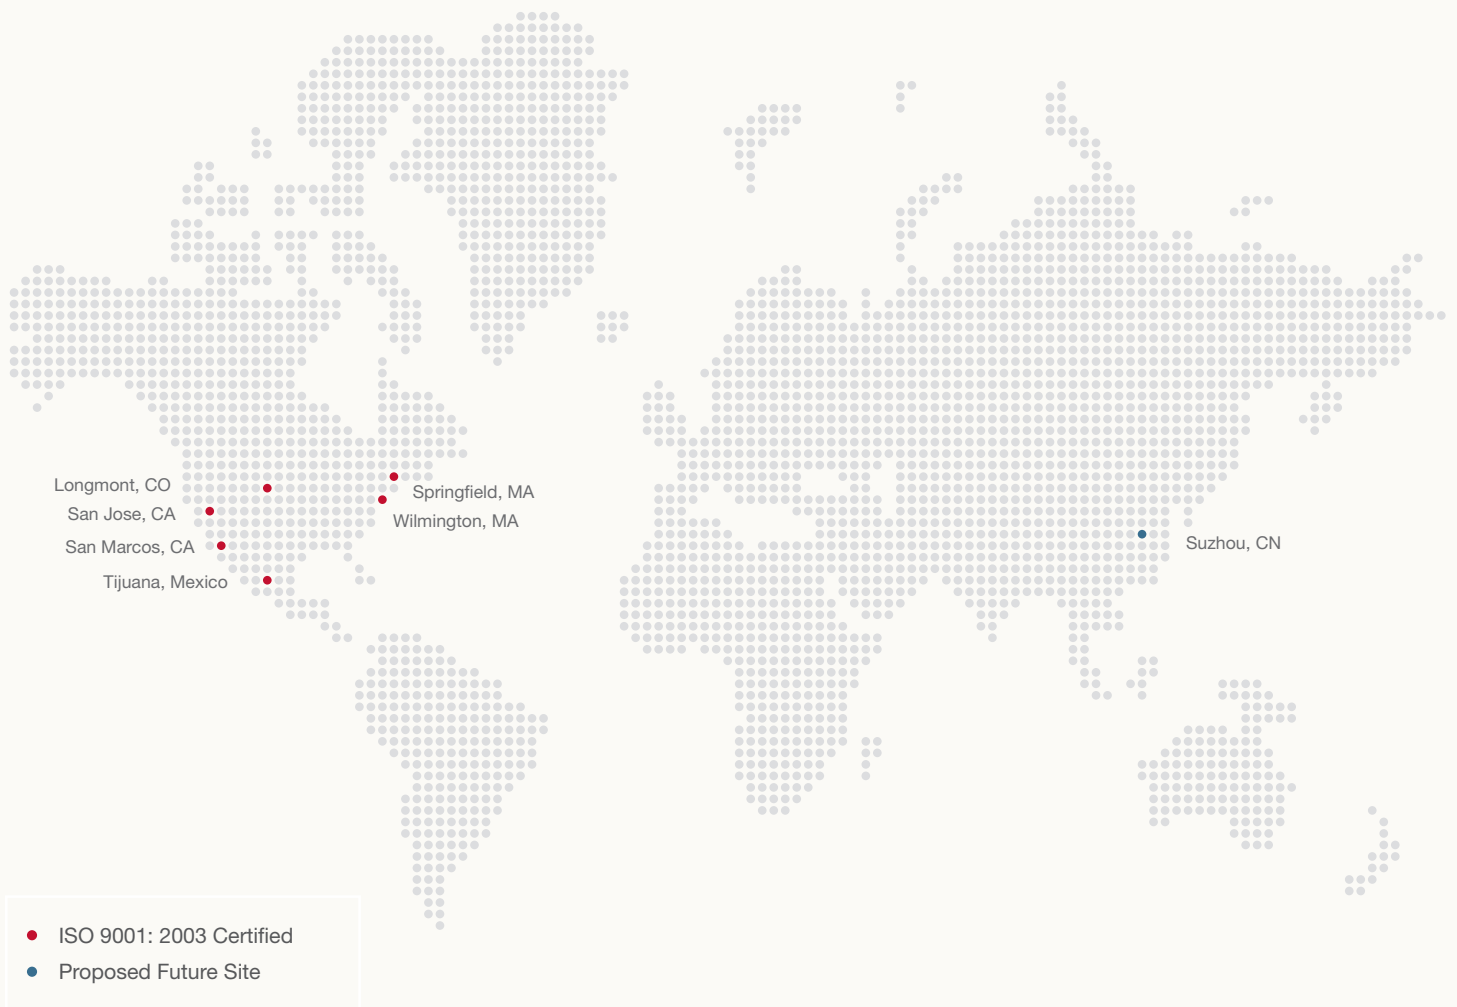 Longmont, CO
San Jose, CA
San Marcos, CA
Tijuana, Mexico
Springfield, MA
Wilmington, MA
Suzhou, CN
ISO 9001: 2003 Certified
Proposed Future Site